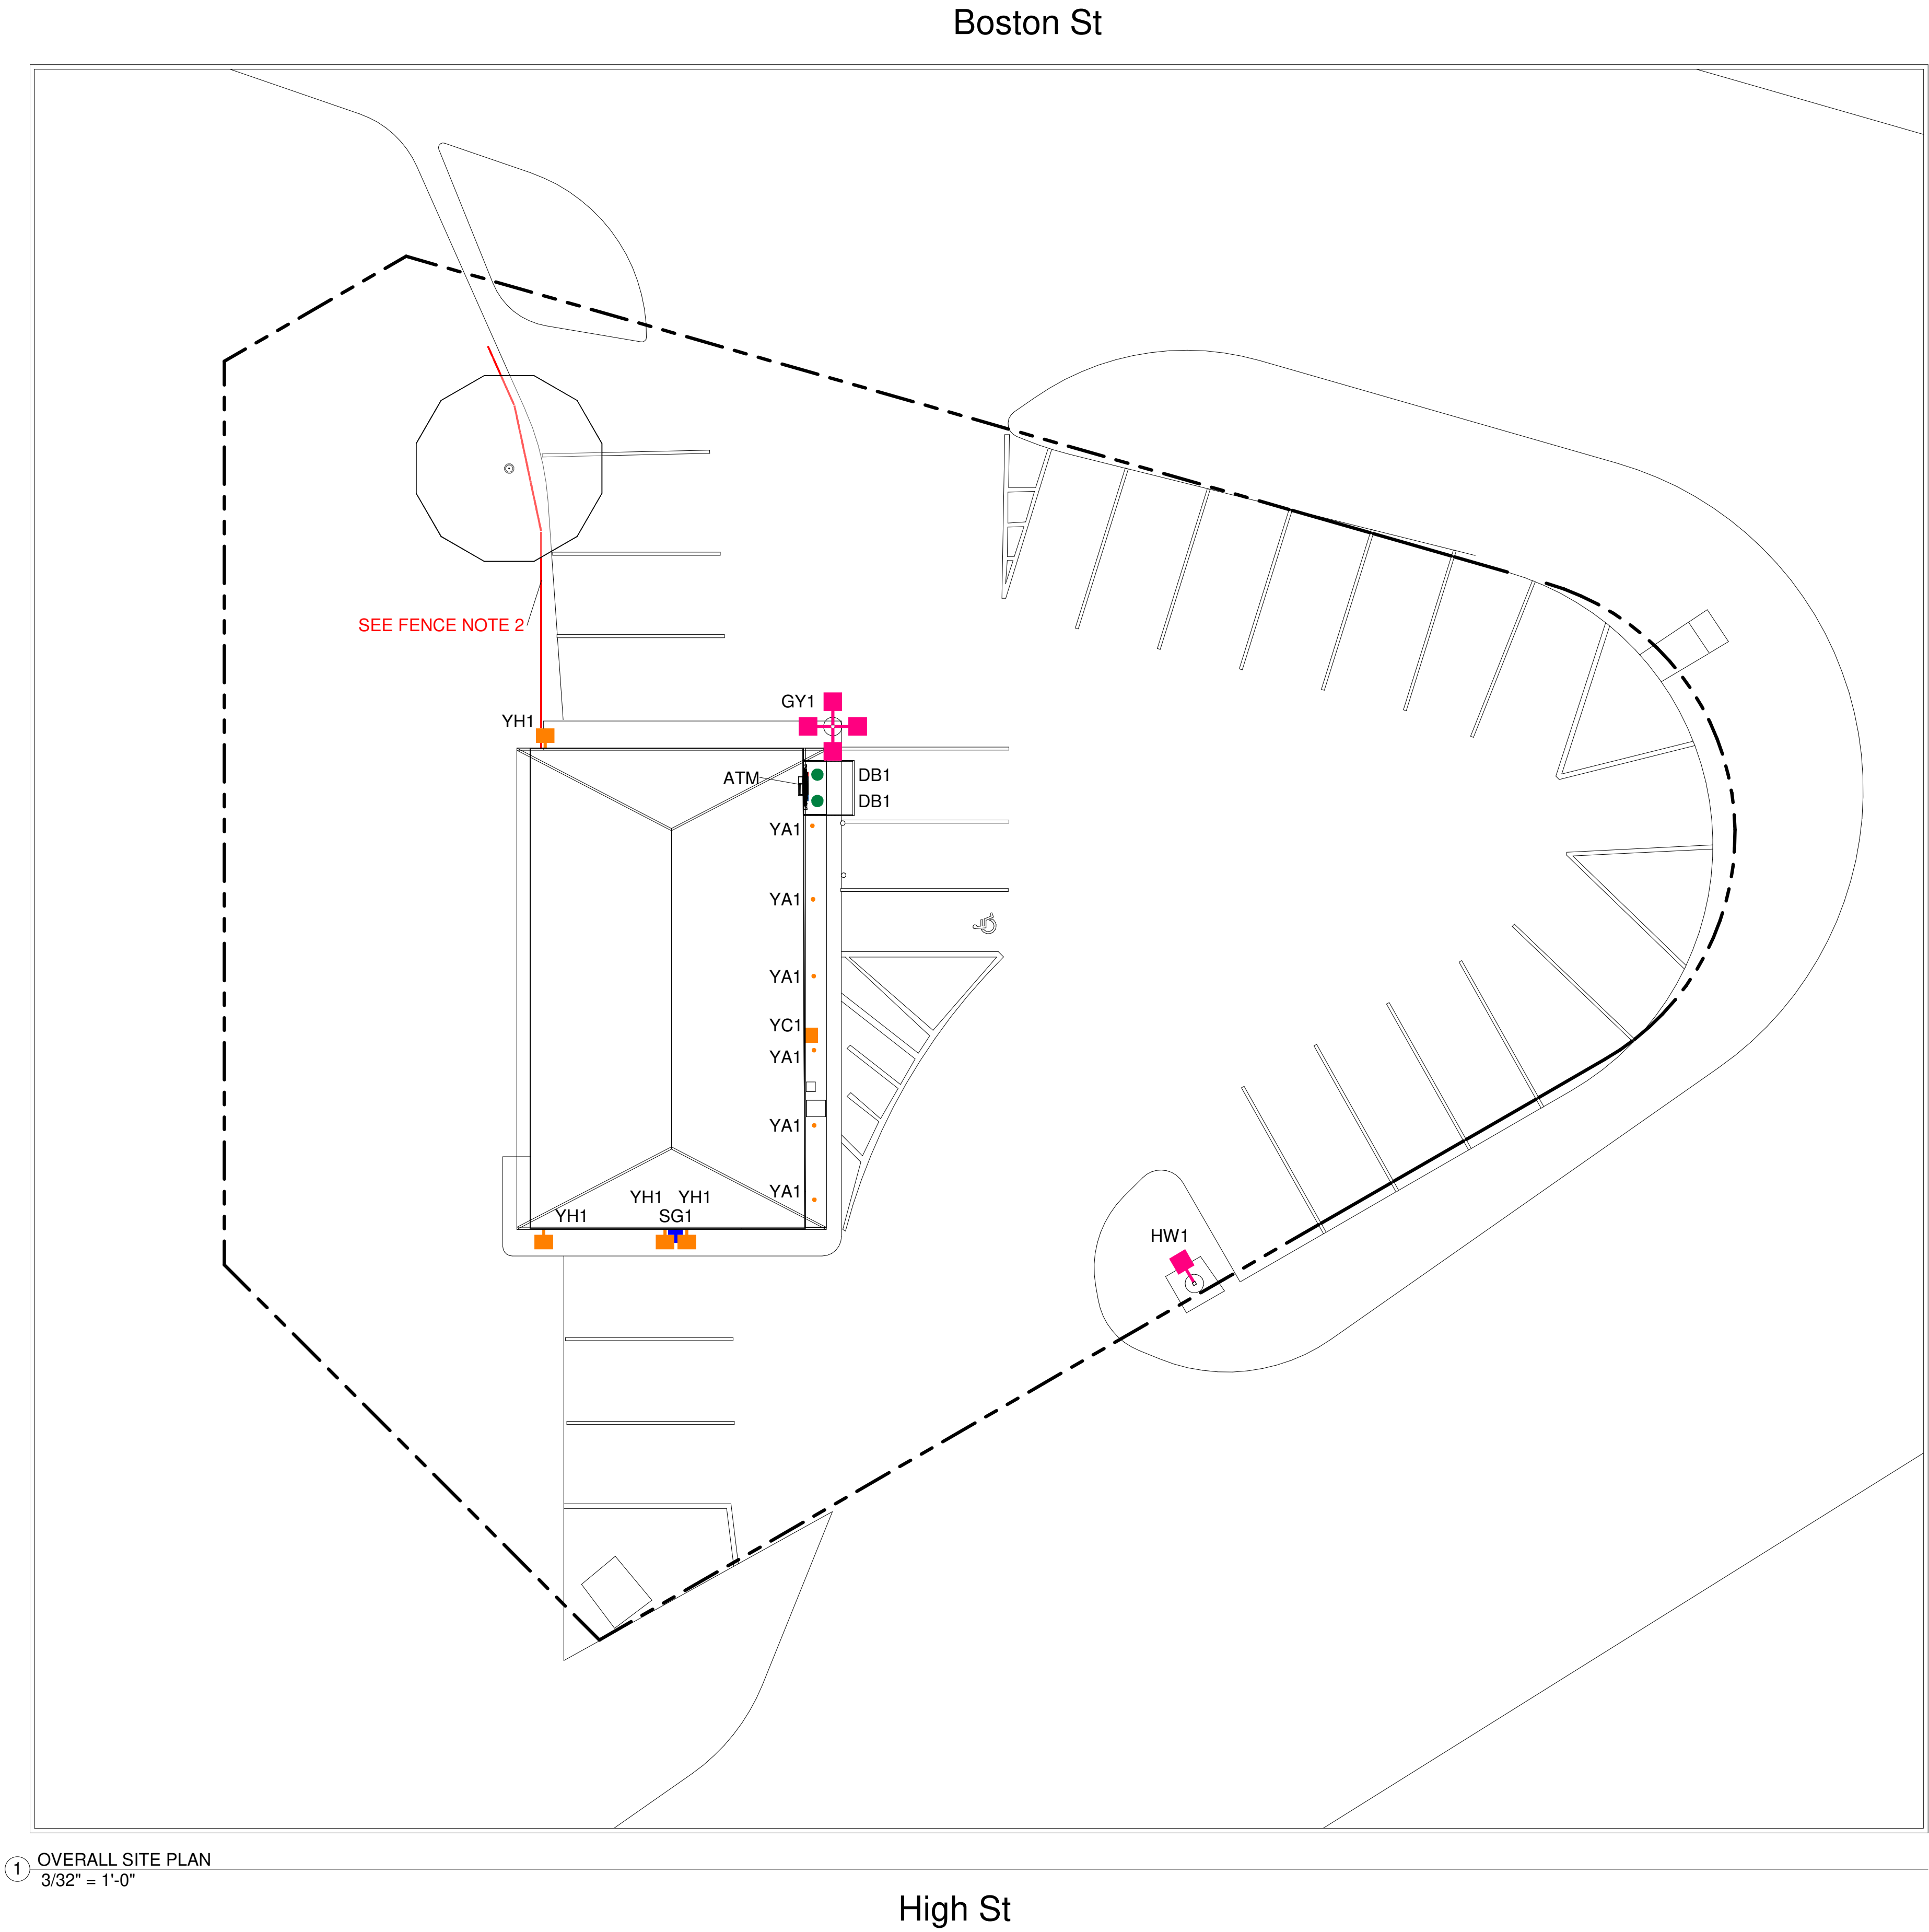 Boston St
SEE FENCE NOTE 2
GY1
YH1
ATM
DB1
DB1
YA1
YA1
YA1
YC1
YA1
YA1
YA1
YH1 YH1
YH1
SG1
HW1
1
OVERALL SITE PLAN
3/32" = 1'-0"
High St